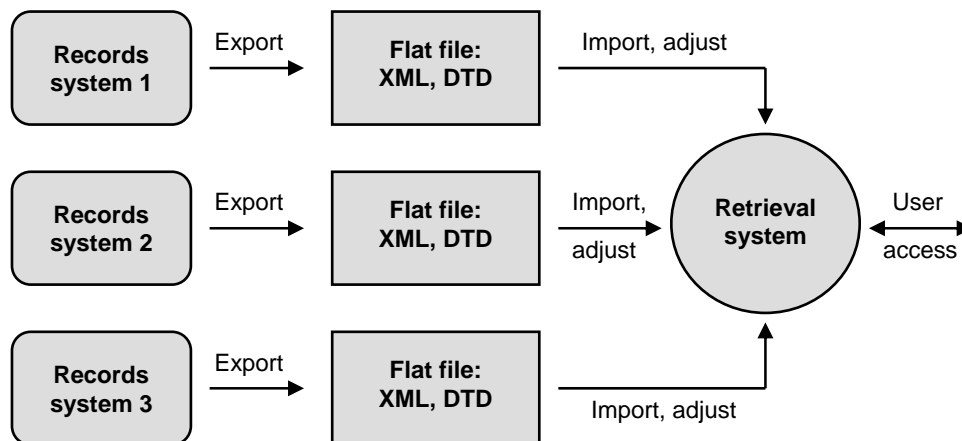 Records
system 1
Export
Flat file:
XML, DTD
Import, adjust
Records
system 2
Export
Flat file:
XML, DTD
Import,
adjust
Retrieval
system
User
access
Records
system 3
Export
Flat file:
XML, DTD
Import, adjust